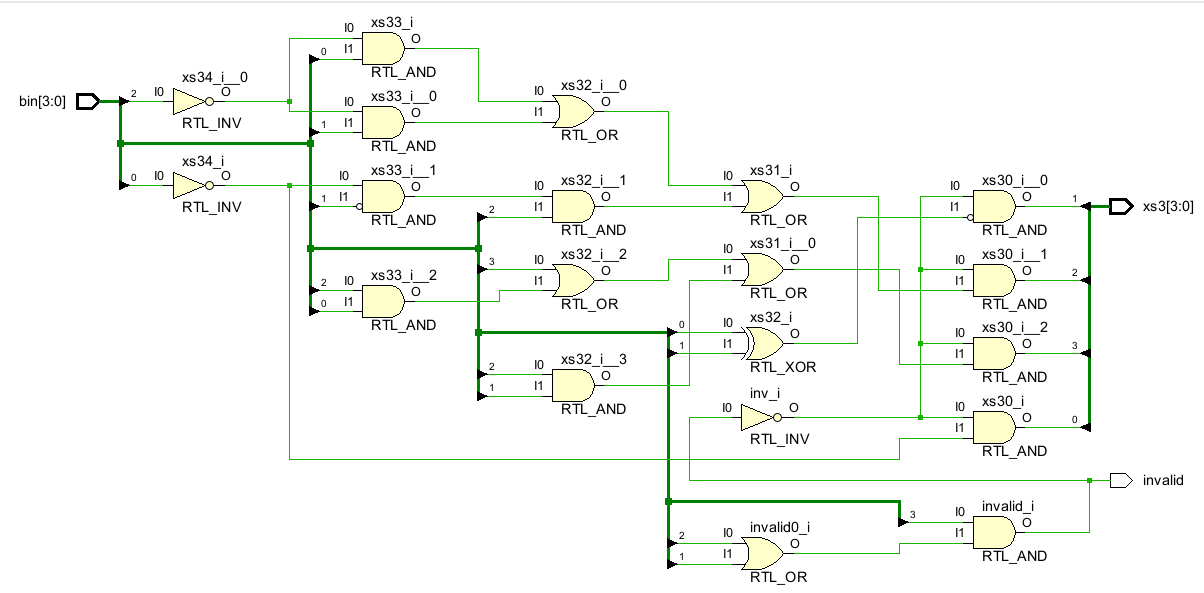 xs33_i
I0
O
I1
0
RTL_AND
xs34_i__0
bin[3:0]
2
I0
O
RTL_INV
xs33_i__0
I0
O
I1
1
RTL_AND
xs32_i__0
I0
O
I1
RTL_OR
xs34_i
0
I0
O
RTL_INV
xs33_i__1
I0
O
I1
1
RTL_AND
xs32_i__1
I0
O
2
I1
RTL_AND
xs31_i
I0
O
I1
RTL_OR
xs30_i__0
I0
O
I1
1
RTL_AND
xs3[3:0]
xs33_i__2
2
I0
O
0
I1
RTL_AND
xs32_i__2
3
I0
O
I1
RTL_OR
xs31_i__0
I0
O
I1
RTL_OR
xs30_i__1
I0
O
I1
2
RTL_AND
xs32_i
0
I0
O
1
I1
RTL_XOR
xs30_i__2
I0
O
I1
3
RTL_AND
xs32_i__3
2
I0
O
1
I1
RTL_AND
inv_i
I0
O
RTL_INV
xs30_i
I0
O
I1
0
RTL_AND
invalid
invalid_i
3
I0
O
I1
RTL_AND
invalid0_i
2
I0
O
1
I1
RTL_OR